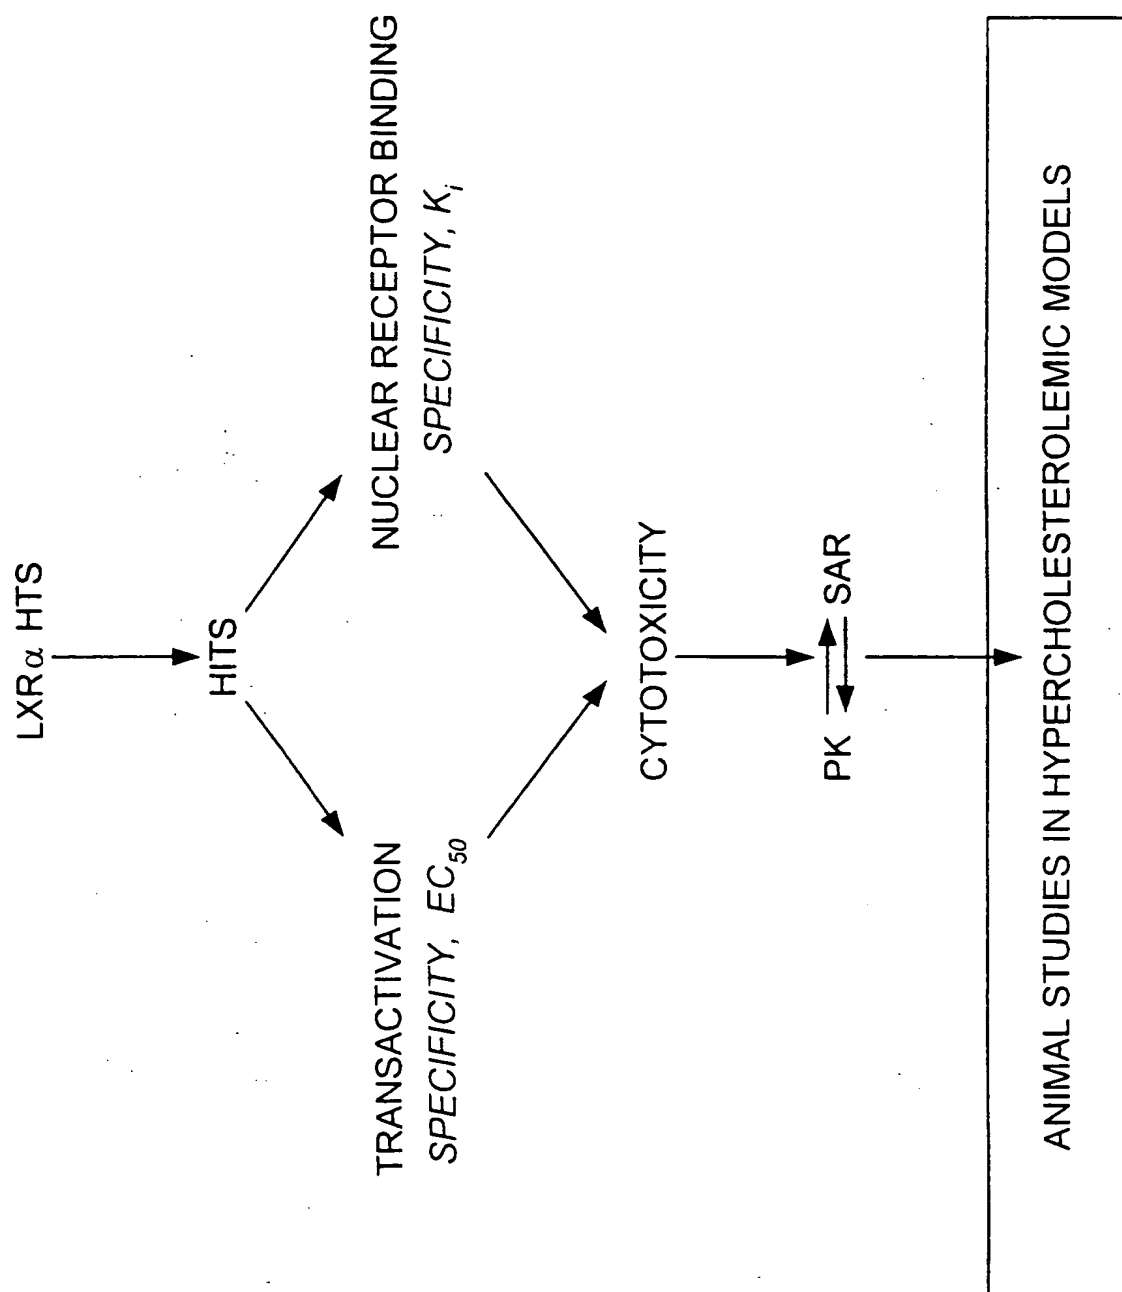 LXRα HTS
HITS
TRANSACTIVATION
SPECIFICITY, EC50
NUCLEAR RECEPTOR BINDING
SPECIFICITY, Ki
CYTOTOXICITY
PK
SAR
ANIMAL STUDIES IN HYPERCHOLESTEROLEMIC MODELS